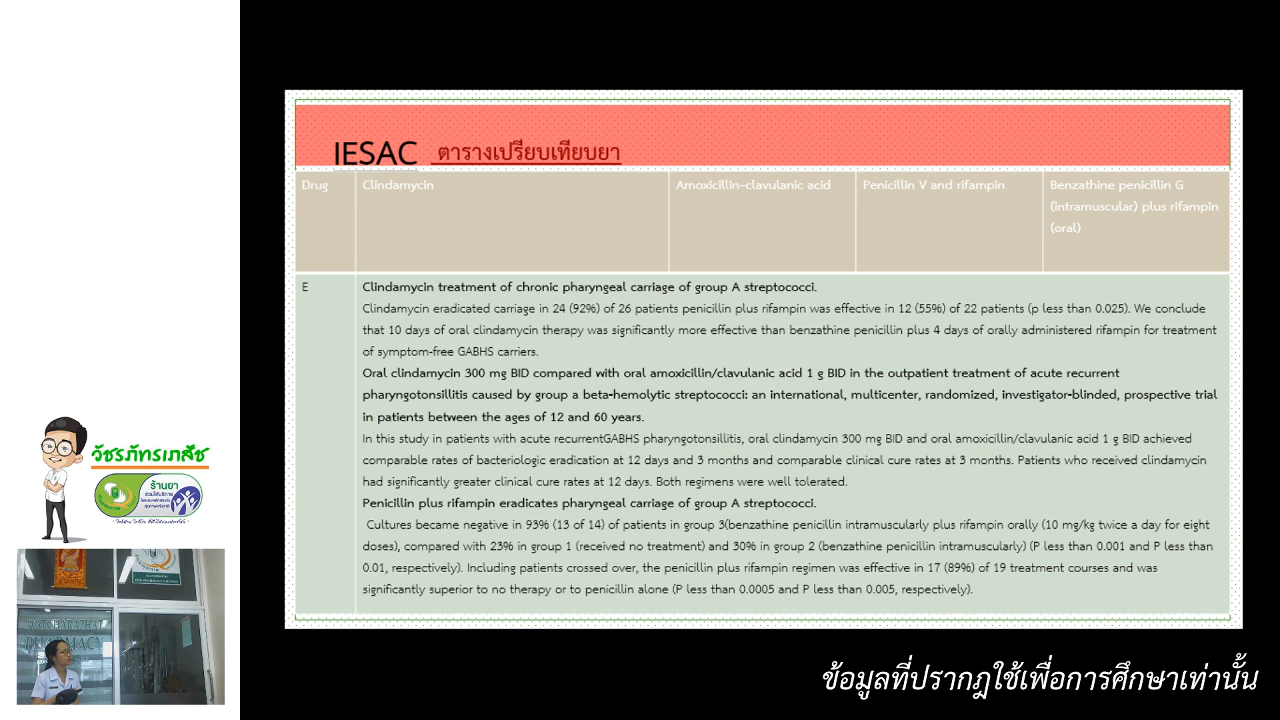 IESAC ตารางเปรียบเทียบยา
Drug
Clindamycin
Amoxicillin-clavulanic acid
Penicillin V and rifampin
Benzathine penicillin G
(intramuscular) plus rifampin
(oral)
E
Clindamycin treatment of chronic pharyngeal carriage of group A streptococci.
Clindamycin eradicated carriage in 24 (92%) of 26 patients penicillin plus rifampin was effective in 12 (55%) of 22 patients (p less than 0.025). We conclude
that 10 days of oral clindamycin therapy was significantly more effective than benzathine penicillin plus 4 days of orally administered rifampin for treatment
of symptom-free GABHS carriers.
Oral clindamycin 300 mg BID compared with oral amoxicillin/clavulanic acid 1 g BID in the outpatient treatment of acute recurrent
pharyngotonsillitis caused by group a beta-hemolytic streptococci: an international, multicenter, randomized, investigator-blinded, prospective trial
in patients between the ages of 12 and 60 years.
In this study in patients with acute recurrentGABHS pharyngotonsillitis, oral clindamycin 300 mg BID and oral amoxicillin/clavulanic acid 1 g BID achieved
comparable rates of bacteriologic eradication at 12 days and 3 months and comparable clinical cure rates at 3 months. Patients who received clindamycin
had significantly greater clinical cure rates at 12 days. Both regimens were well tolerated.
Penicillin plus rifampin eradicates pharyngeal carriage of group A streptococci.
Cultures became negative in 93% (13 of 14) of patients in group 3(benzathine penicillin intramuscularly plus rifampin orally (10 mg/kg twice a day for eight
doses), compared with 23% in group 1 (received no treatment) and 30% in group 2 (benzathine penicillin intramuscularly) (P less than 0.001 and P less than
0.01, respectively). Including patients crossed over, the penicillin plus rifampin regimen was effective in 17 (89%) of 19 treatment courses and was
significantly superior to no therapy or to penicillin alone (P less than 0.0005 and P less than 0.005, respectively).
วัชรภัทรเภสัช
ร้านยา
PHARMACY
ข้อมูลที่ปรากฎใช้เพื่อการศึกษาเท่านั้น